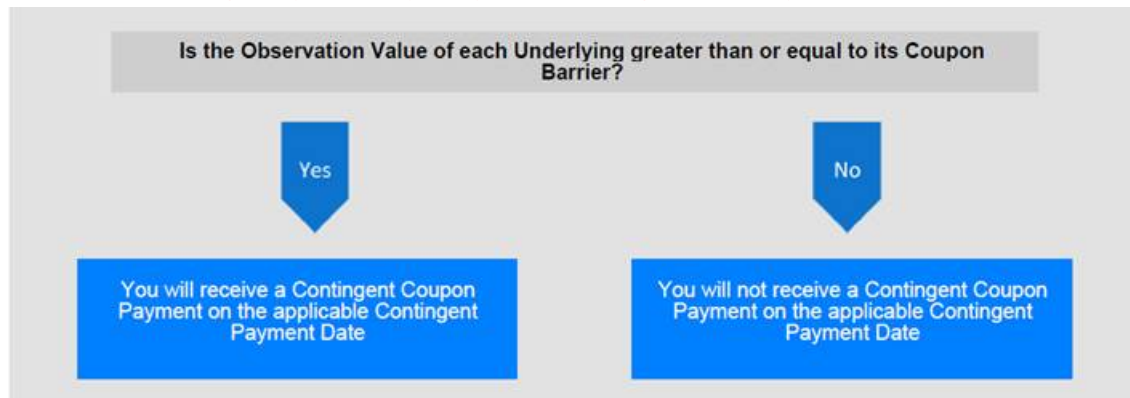 Is the Observation Value of each Underlying greater than or equal to its Coupon
Barrier?
Yes
No
You will receive a Contingent Coupon
Payment on the applicable Contingent
Payment Date
You will not receive a Contingent Coupon
Payment on the applicable Contingent
Payment Date